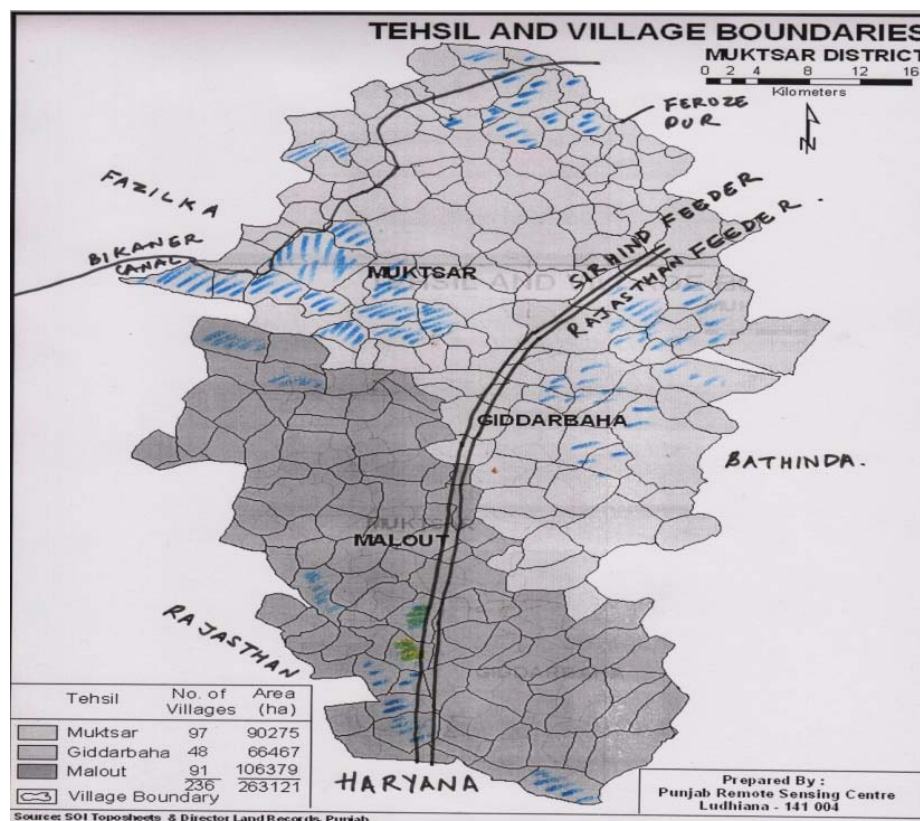 TEHSIL AND VILLAGE BOUNDARIES
MUKTSAR DISTRICT
0 2 4 8 12 16
Kilometers
N
FEROZE
DUR
FAZILKA
BIKANER
CANAL
SIRHIND FEEDER
RAJASTHAN FEEDER.
MUKTSAR
GIDDARBAHA
BATHINDA.
MUKTSAR
MALOUT
RAJASTHAN
HARYANA
Tehsil No. of Villages Area (ha)
Muktsar 97 90275
Giddarbaha 48 66467
Malout 91 106379
236 263121
Village Boundary
Prepared By :
Punjab Remote Sensing Centre
Ludhiana - 141 004
Source: SOI Toposheets & Director Land Records, Punjab